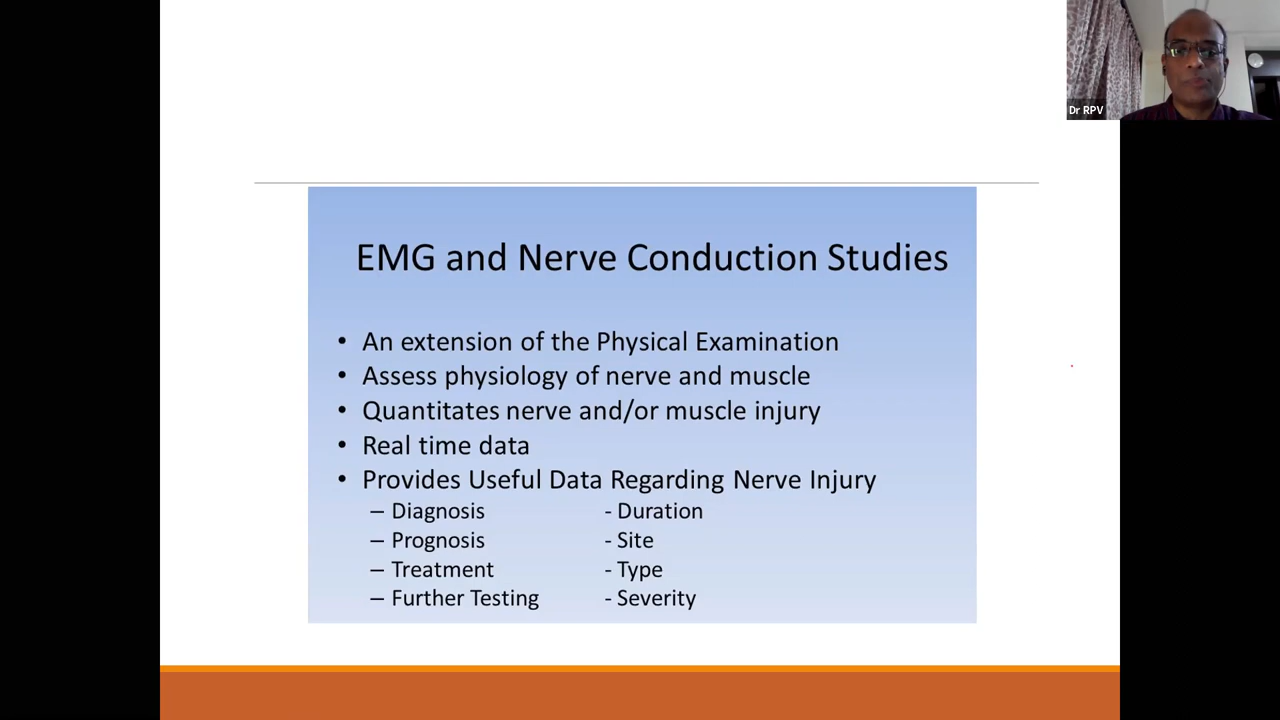 Dr RPV
EMG and Nerve Conduction Studies
• An extension of the Physical Examination
• Assess physiology of nerve and muscle
• Quantitates nerve and/or muscle injury
• Real time data
• Provides Useful Data Regarding Nerve Injury
– Diagnosis - Duration
– Prognosis - Site
– Treatment - Type
– Further Testing - Severity